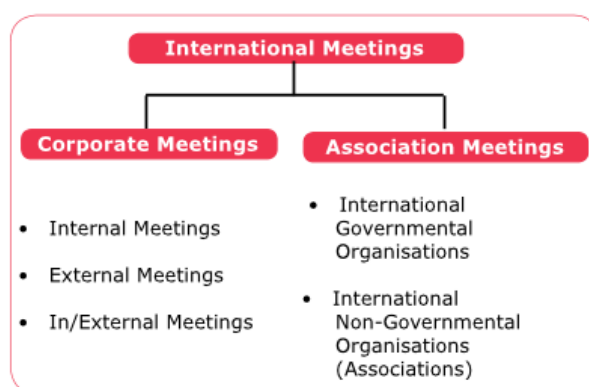 International Meetings
Corporate Meetings
• Internal Meetings
• External Meetings
• In/External Meetings
Association Meetings
• International
Governmental
Organisations
• International
Non-Governmental
Organisations
(Associations)